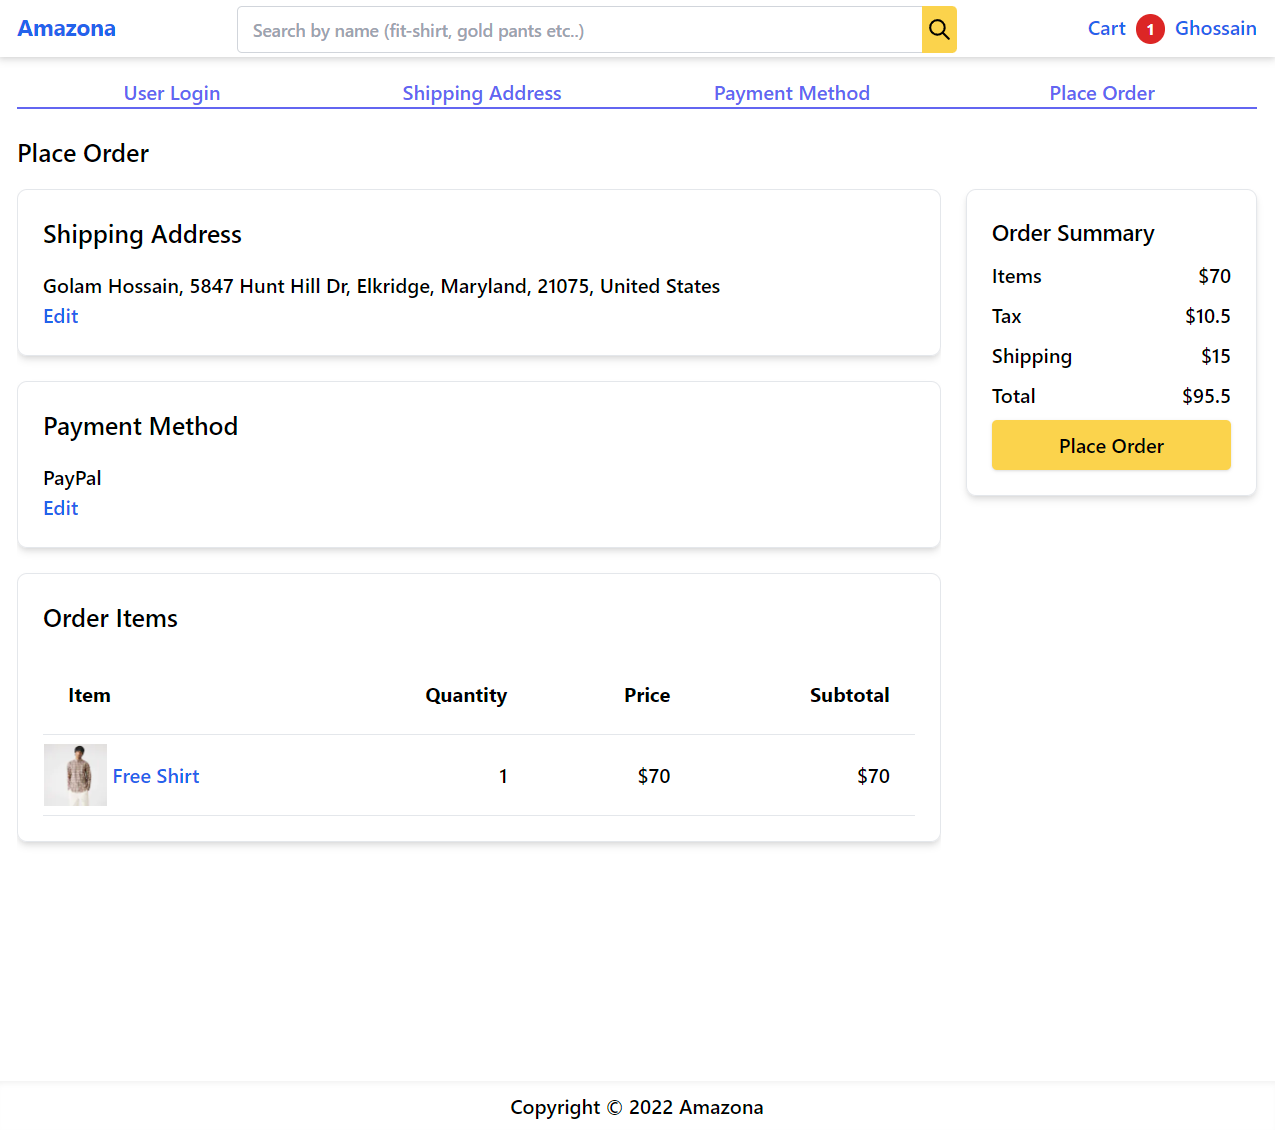 Amazona
Search by name (fit-shirt, gold pants etc..)
Cart 1 Ghossain
User Login Shipping Address Payment Method Place Order
Place Order
Shipping Address
Golam Hossain, 5847 Hunt Hill Dr, Elkridge, Maryland, 21075, United States
Edit
Payment Method
PayPal
Edit
Order Items
Item Quantity Price Subtotal
Free Shirt 1 $70 $70
Order Summary
Items $70
Tax $10.5
Shipping $15
Total $95.5
Place Order
Copyright © 2022 Amazona